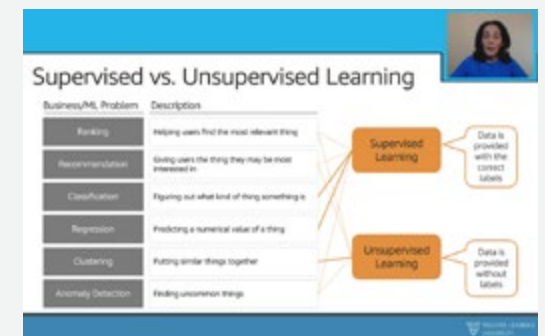 Supervised vs. Unsupervised Learning
Business/ML Problem Description
Ranking Helping users find the most relevant thing
Recommendation Giving users the thing they may be most
interested in
Classification Figuring out what kind of thing something is
Regression Predicting a numerical value of a thing
Clustering Putting similar things together
Anomaly Detection Finding uncommon things
Supervised
Learning
Data is
provided
with the
correct
labels
Unsupervised
Learning
Data is
provided
without
labels